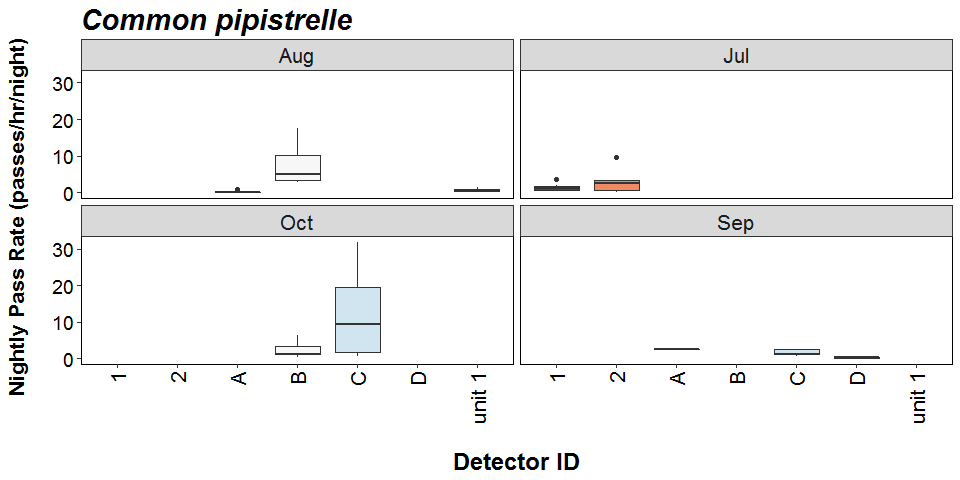 Common pipistrelle
Aug
Jul
30
20
10
0
Oct
Sep
30
20
10
0
1
2
A
B
C
D
unit 1
1
2
A
B
C
D
unit 1
Nightly Pass Rate (passes/hr/night)
Detector ID